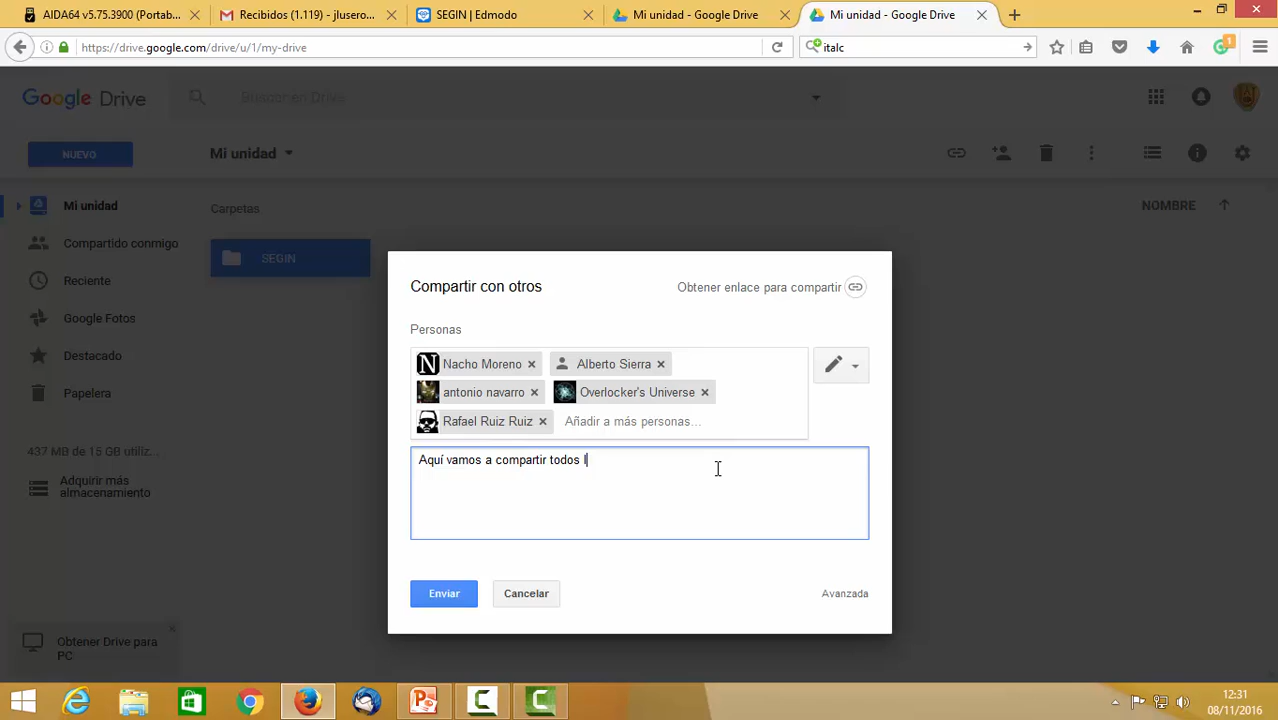 AIDA64 v5.75.3900 (Portab...
Recibidos (1.119) - jlusero...
SEGIN | Edmodo
Mi unidad - Google Drive
Mi unidad - Google Drive
https://drive.google.com/drive/u/1/my-drive
italc
1
Google Drive
Buscar en Drive
NUEVO
Mi unidad
Mi unidad
Carpetas
NOMBRE
Compartido conmigo
SEGIN
Reciente
Google Fotos
Destacado
Papelera
437 MB de 15 GB utiliz...
Adquirir más
almacenamiento
Obtener Drive para
PC
Compartir con otros
Obtener enlace para compartir
Personas
Nacho Moreno
Alberto Sierra
antonio navarro
Overlocker's Universe
Rafael Ruiz Ruiz
Añadir a más personas...
Aquí vamos a compartir todos l
Enviar
Cancelar
Avanzada
12:31
08/11/2016